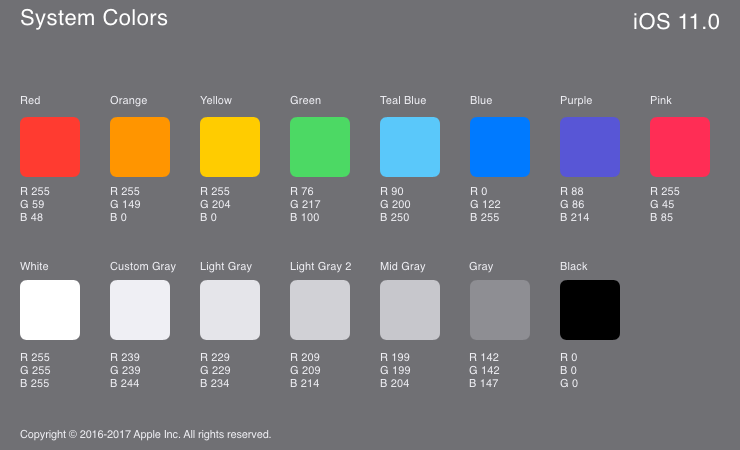 System Colors
iOS 11.0
Red Orange Yellow Green Teal Blue Blue Purple Pink
R 255 R 255 R 255 R 76 R 90 R 0 R 88 R 255
G 59 G 149 G 204 G 217 G 200 G 122 G 86 G 45
B 48 B 0 B 0 B 100 B 250 B 255 B 214 B 85
White Custom Gray Light Gray Light Gray 2 Mid Gray Gray Black
R 255 R 239 R 229 R 209 R 199 R 142 R 0
G 255 G 239 G 229 G 209 G 199 G 142 B 0
B 255 B 244 B 234 B 214 B 204 B 147 G 0
Copyright © 2016-2017 Apple Inc. All rights reserved.